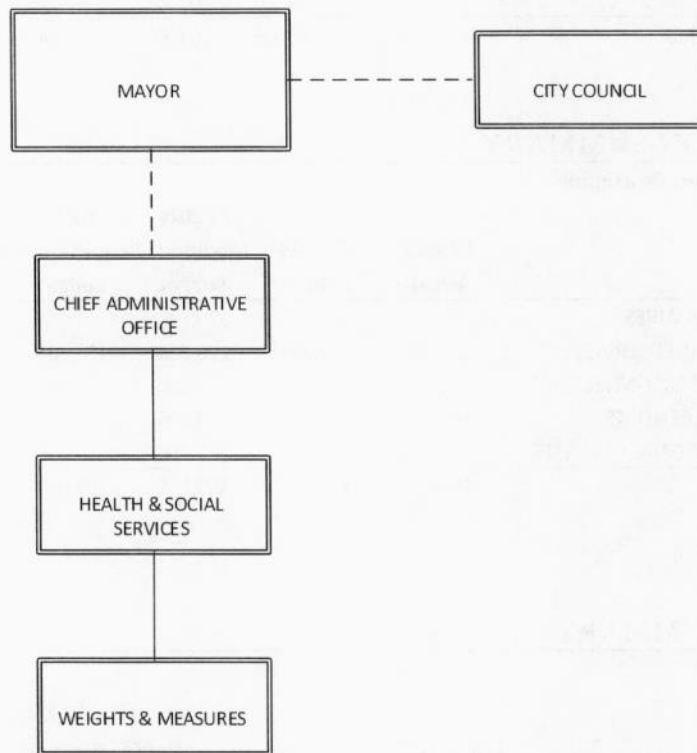 MAYOR
CITY COUNCIL
CHIEF ADMINISTRATIVE
OFFICE
HEALTH & SOCIAL
SERVICES
WEIGHTS & MEASURES